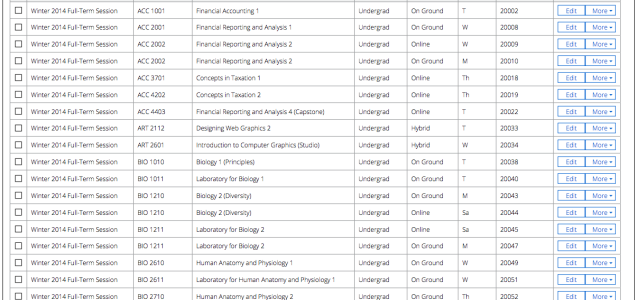 Winter 2014 Full-Term Session ACC 1001 Financial Accounting 1 Undergrad On Ground T 20002 Edit More
Winter 2014 Full-Term Session ACC 2001 Financial Reporting and Analysis 1 Undergrad On Ground W 20008 Edit More
Winter 2014 Full-Term Session ACC 2002 Financial Reporting and Analysis 2 Undergrad Online W 20009 Edit More
Winter 2014 Full-Term Session ACC 2002 Financial Reporting and Analysis 2 Undergrad On Ground M 20010 Edit More
Winter 2014 Full-Term Session ACC 3701 Concepts in Taxation 1 Undergrad Online Th 20018 Edit More
Winter 2014 Full-Term Session ACC 4202 Concepts in Taxation 2 Undergrad Online Th 20019 Edit More
Winter 2014 Full-Term Session ACC 4403 Financial Reporting and Analysis 4 (Capstone) Undergrad Online T 20022 Edit More
Winter 2014 Full-Term Session ART 2112 Designing Web Graphics 2 Undergrad Hybrid T 20033 Edit More
Winter 2014 Full-Term Session ART 2601 Introduction to Computer Graphics (Studio) Undergrad Hybrid W 20034 Edit More
Winter 2014 Full-Term Session BIO 1010 Biology 1 (Principles) Undergrad On Ground T 20038 Edit More
Winter 2014 Full-Term Session BIO 1011 Laboratory for Biology 1 Undergrad On Ground T 20040 Edit More
Winter 2014 Full-Term Session BIO 1210 Biology 2 (Diversity) Undergrad On Ground M 20043 Edit More
Winter 2014 Full-Term Session BIO 1210 Biology 2 (Diversity) Undergrad Online Sa 20044 Edit More
Winter 2014 Full-Term Session BIO 1211 Laboratory for Biology 2 Undergrad Online Sa 20045 Edit More
Winter 2014 Full-Term Session BIO 1211 Laboratory for Biology 2 Undergrad On Ground M 20047 Edit More
Winter 2014 Full-Term Session BIO 2610 Human Anatomy and Physiology 1 Undergrad On Ground W 20049 Edit More
Winter 2014 Full-Term Session BIO 2611 Laboratory for Human Anatomy and Physiology 1 Undergrad On Ground W 20051 Edit More
Winter 2014 Full-Term Session BIO 2710 Human Anatomy and Physiology 2 Undergrad On Ground Th 20052 Edit More